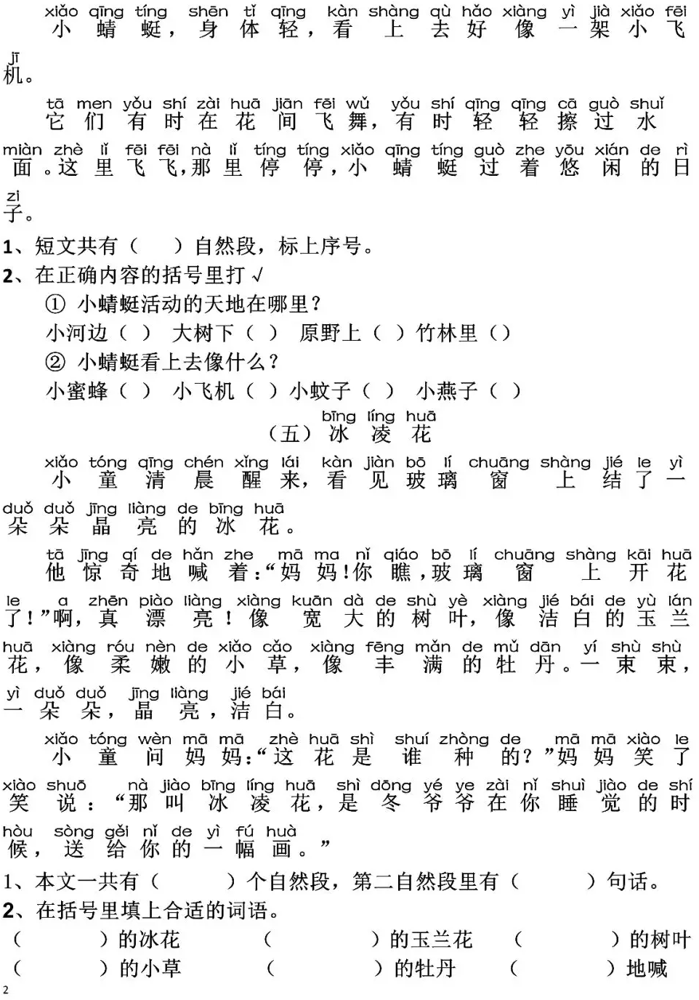 xiǎo qīng tíng shēn tǐ qīng kàn shàng qù hǎo xiàng yì jià xiǎo fēi
小蜻蜓，身体轻，看上去好像一架小飞
jī
机。
tā men yǒu shí zài huā jiān fēi wǔ yǒu shí qīng qīng cā guò shuǐ
它们有时在花间飞舞，有时轻轻擦过水
miàn zhè lǐ fēi fēi nà lǐ tíng tíng xiǎo qīng tíng guò zhe yōu xián de rì
面。这里飞飞，那里停停，小蜻蜓过着悠闲的日
zi
子。
1、短文共有（ ）自然段，标上序号。
2、在正确内容的括号里打√
① 小蜻蜓活动的天地在哪里？
小河边（ ） 大树下（ ） 原野上（ ）竹林里（）
② 小蜻蜓看上去像什么？
小蜜蜂（ ） 小飞机（ ）小蚊子（ ） 小燕子（ ）
bīng líng huā
（五）冰凌花
xiǎo tóng qīng chén xǐng lái kàn jiàn bō lí chuāng shàng jié le yì
小童清晨醒来，看见玻璃窗上结了一
duǒ duǒ jīng liàng de bīng huā
朵朵晶亮的冰花。
tā jīng qí de hǎn zhe mā ma nǐ qiáo bō lí chuāng shàng kāi huā
他惊奇地喊着：“妈妈！你瞧，玻璃窗上开花
le a zhēn piào liàng xiàng kuān dà de shù yè xiàng jié bái de yù lán
了！”啊，真漂亮！像宽大的树叶，像洁白的玉兰
huā xiàng róu nèn de xiǎo cǎo xiàng fēng mǎn de mǔ dān yí shù shù
花，像柔嫩的小草，像丰满的牡丹。一束束，
yì duǒ duǒ jīng liàng jié bái
一朵朵，晶亮，洁白。
xiǎo tóng wèn mā mā zhè huā shì shuí zhòng de mā mā xiào le
小童问妈妈：“这花是谁种的？”妈妈笑了
xiào shuō nà jiào bīng líng huā shì dōng yé ye zài nǐ shuì jiào de shí
笑说：“那叫冰凌花，是冬爷爷在你睡觉的时
hòu sòng gěi nǐ de yì fú huà
候，送给你的一幅画。”
1、本文一共有（ ）个自然段，第二自然段里有（ ）句话。
2、在括号里填上合适的词语。
（ ）的冰花 （ ）的玉兰花 （ ）的树叶
（ ）的小草 （ ）的牡丹 （ ）地喊
2